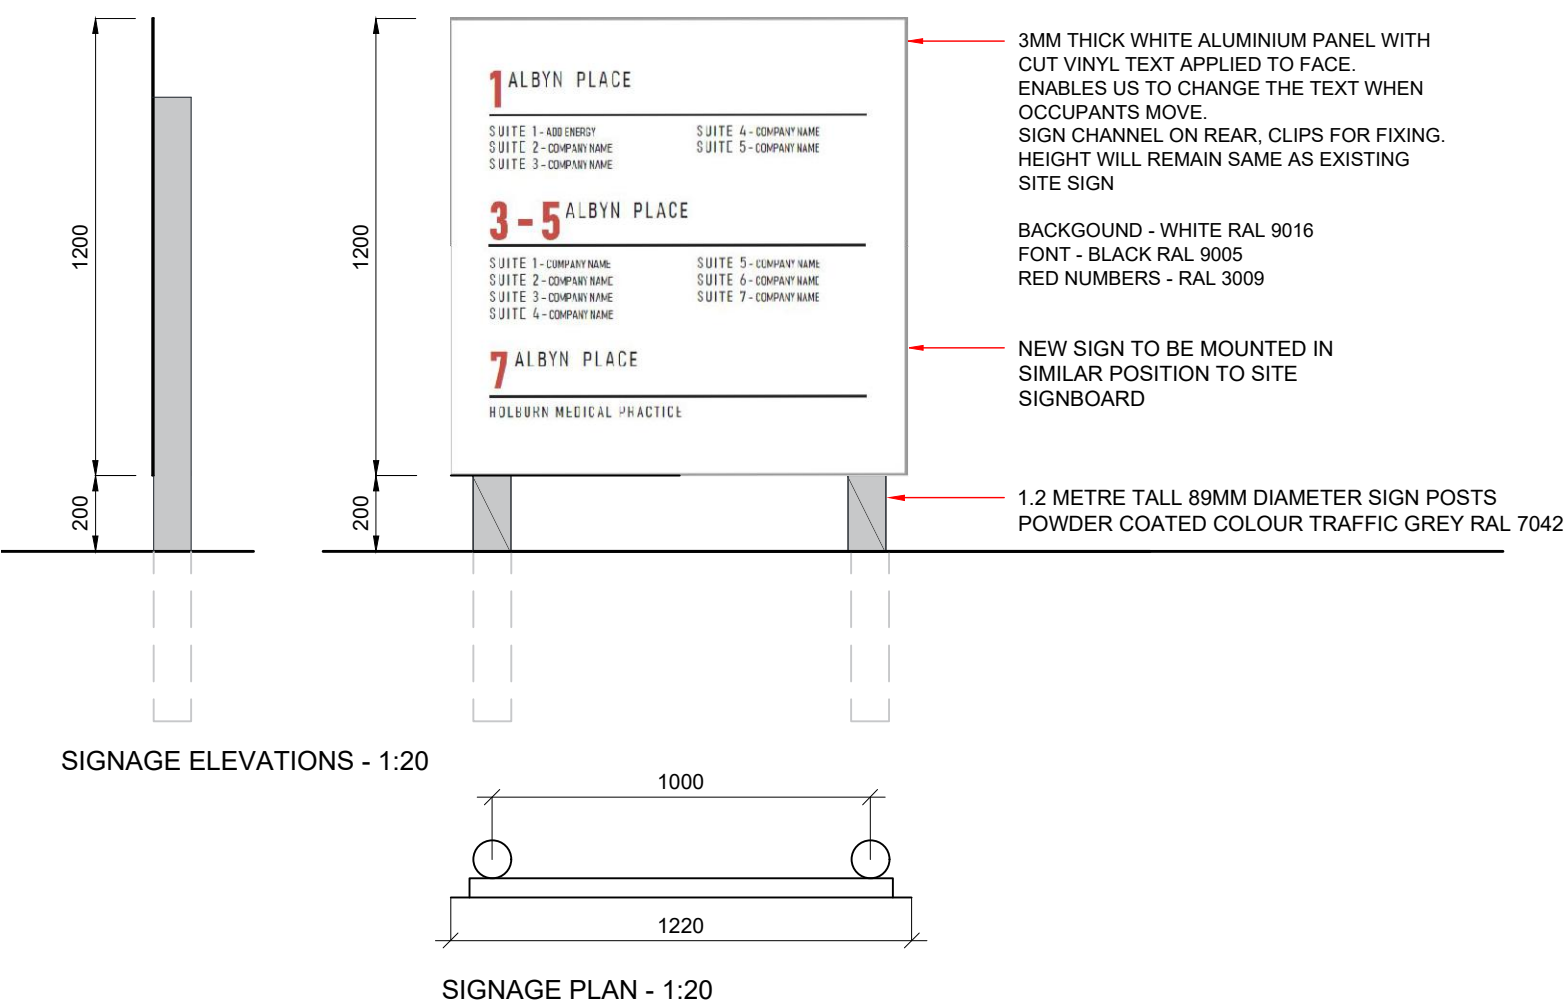 1200
200
1200
200
1 ALBYN PLACE
SUITE 1 - ADD ENERGY
SUITE 2 - COMPANY NAME
SUITE 3 - COMPANY NAME
SUITE 4 - COMPANY NAME
SUITE 5 - COMPANY NAME
3 - 5 ALBYN PLACE
SUITE 1 - COMPANY NAME
SUITE 2 - COMPANY NAME
SUITE 3 - COMPANY NAME
SUITE 4 - COMPANY NAME
SUITE 5 - COMPANY NAME
SUITE 6 - COMPANY NAME
SUITE 7 - COMPANY NAME
7 ALBYN PLACE
HOLBURN MEDICAL PRACTICE
3MM THICK WHITE ALUMINIUM PANEL WITH
CUT VINYL TEXT APPLIED TO FACE.
ENABLES US TO CHANGE THE TEXT WHEN
OCCUPANTS MOVE.
SIGN CHANNEL ON REAR, CLIPS FOR FIXING.
HEIGHT WILL REMAIN SAME AS EXISTING
SITE SIGN
BACKGOUND - WHITE RAL 9016
FONT - BLACK RAL 9005
RED NUMBERS - RAL 3009
NEW SIGN TO BE MOUNTED IN
SIMILAR POSITION TO SITE
SIGNBOARD
1.2 METRE TALL 89MM DIAMETER SIGN POSTS
POWDER COATED COLOUR TRAFFIC GREY RAL 7042
SIGNAGE ELEVATIONS - 1:20
1000
1220
SIGNAGE PLAN - 1:20